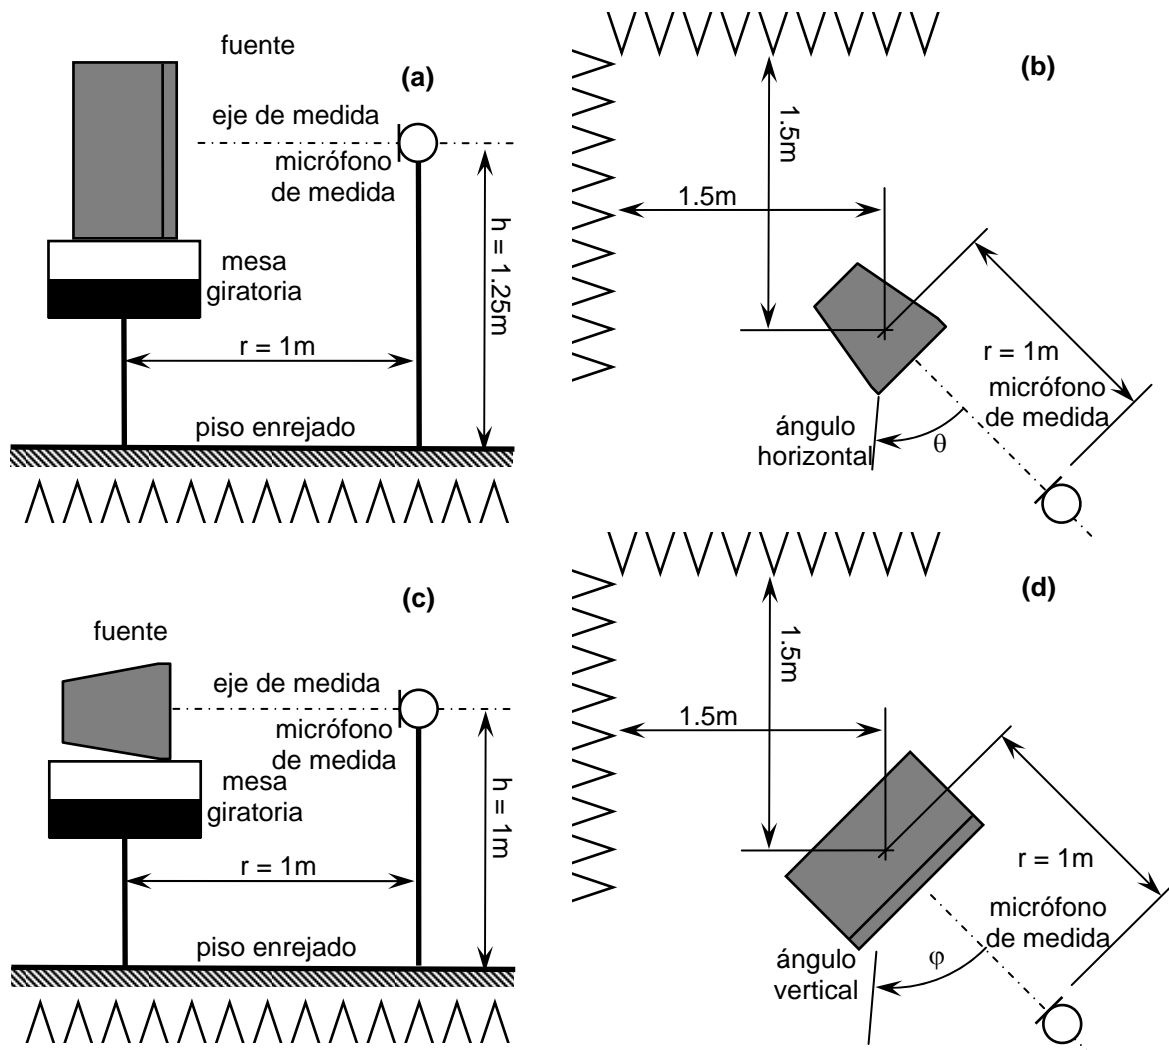 fuente
(a)
eje de medida
micrófono
de medida
mesa
giratoria
h = 1.25m
r = 1m
piso enrejado
(b)
1.5m
1.5m
r = 1m
micrófono
de medida
ángulo
horizontal
θ
(c)
fuente
eje de medida
micrófono
de medida
mesa
giratoria
h = 1m
r = 1m
piso enrejado
(d)
1.5m
1.5m
r = 1m
micrófono
de medida
ángulo
vertical
φ